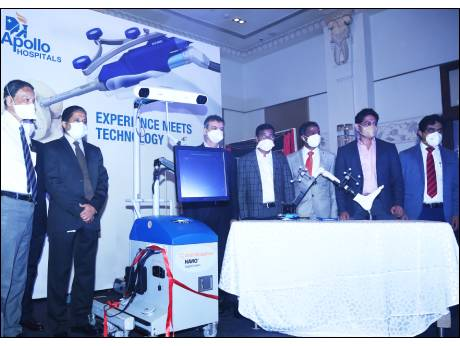 Apollo
HOSPITALS
EXPERIENCE MEETS
TECHNOLOGY
NAVIO